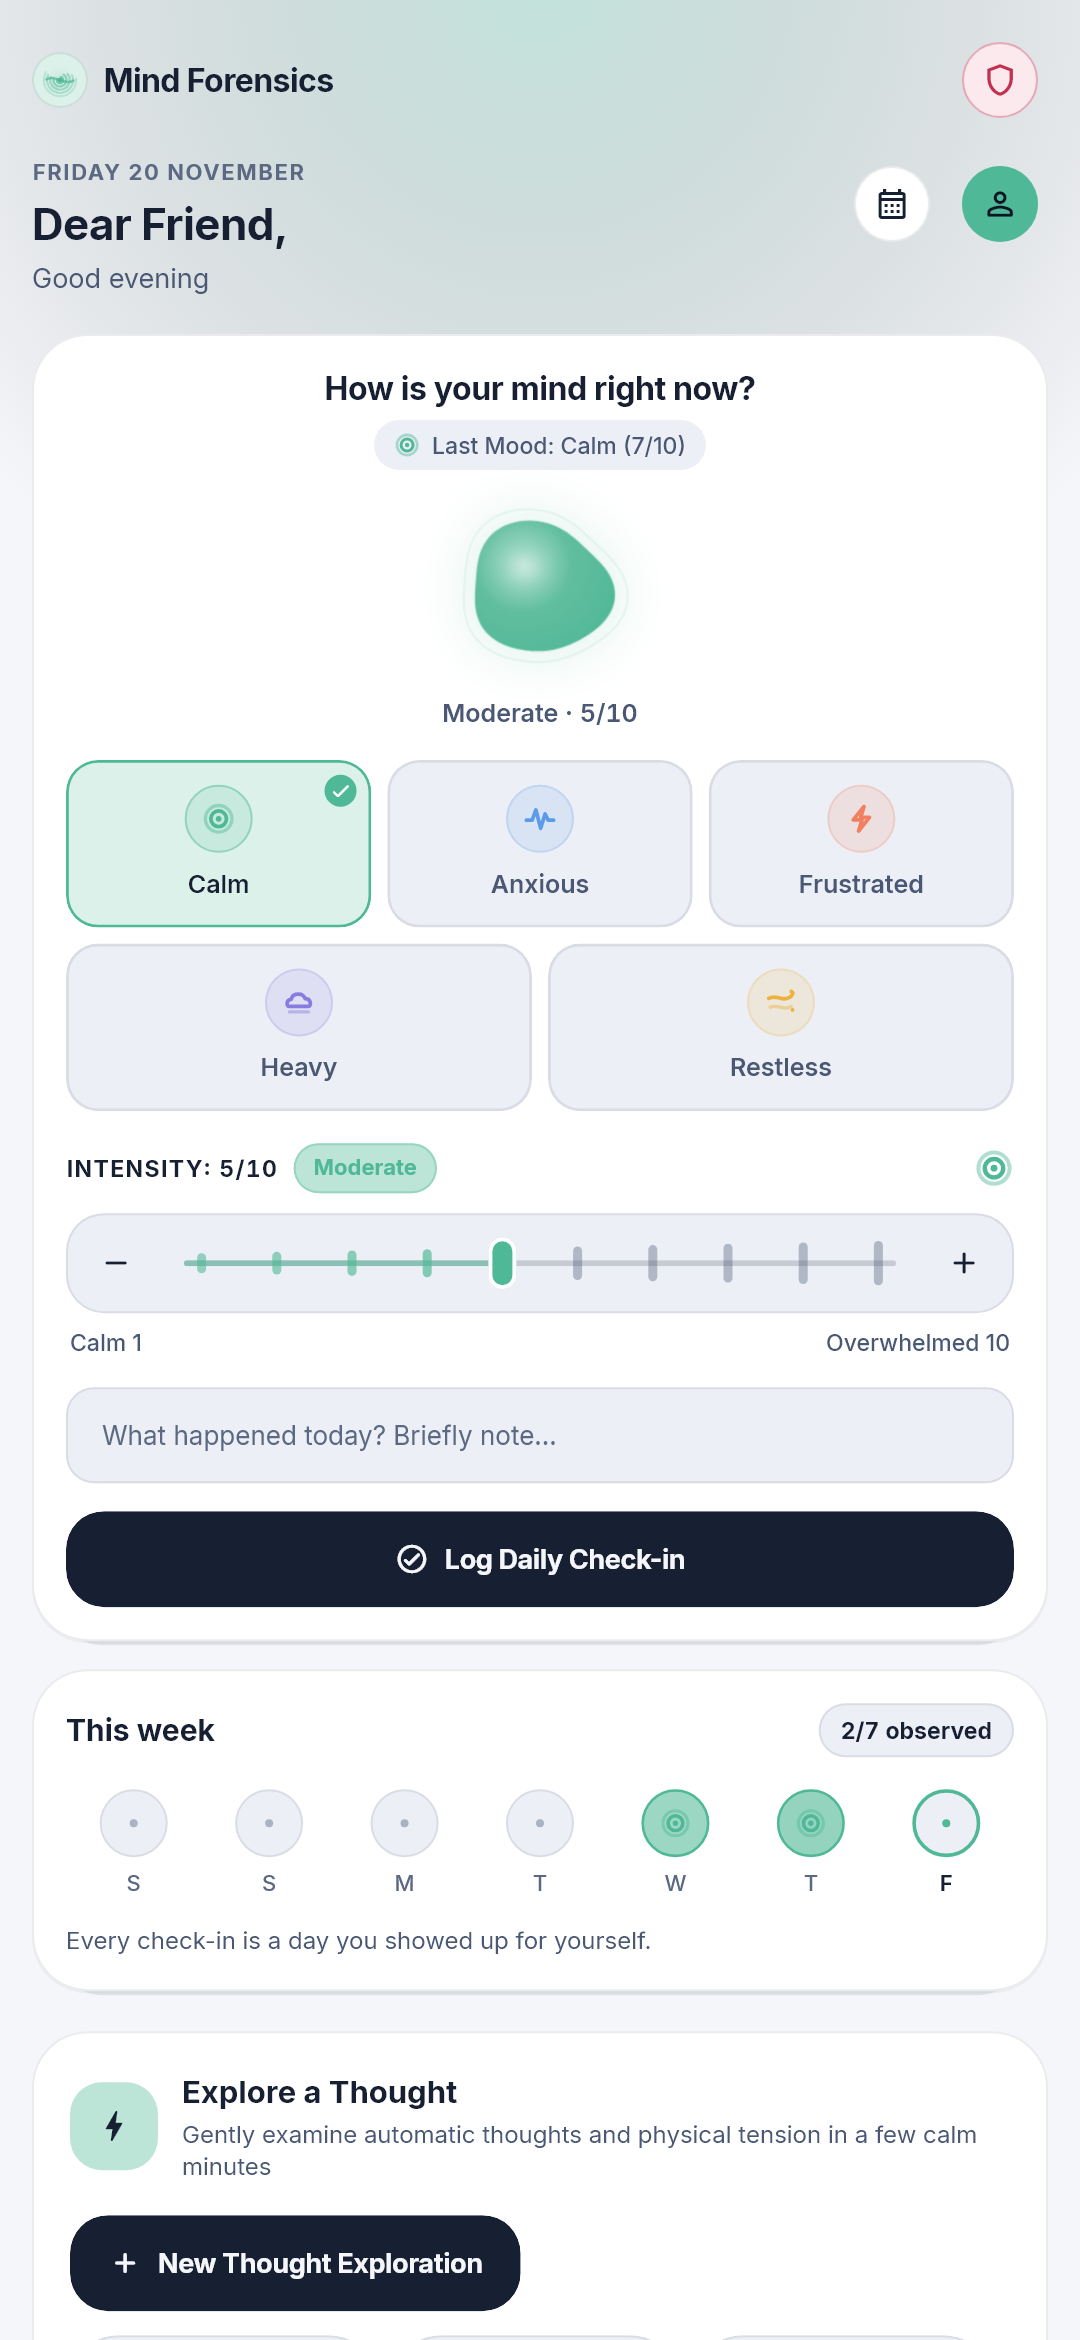 Mind Forensics
FRIDAY 20 NOVEMBER
Dear Friend,
Good evening
How is your mind right now?
Last Mood: Calm (7/10)
Moderate · 5/10
Calm
Anxious
Frustrated
Heavy
Restless
INTENSITY: 5/10
Moderate
Calm 1
Overwhelmed 10
What happened today? Briefly note...
Log Daily Check-in
This week
2/7 observed
S
S
M
T
W
T
F
Every check-in is a day you showed up for yourself.
Explore a Thought
Gently examine automatic thoughts and physical tension in a few calm
minutes
New Thought Exploration